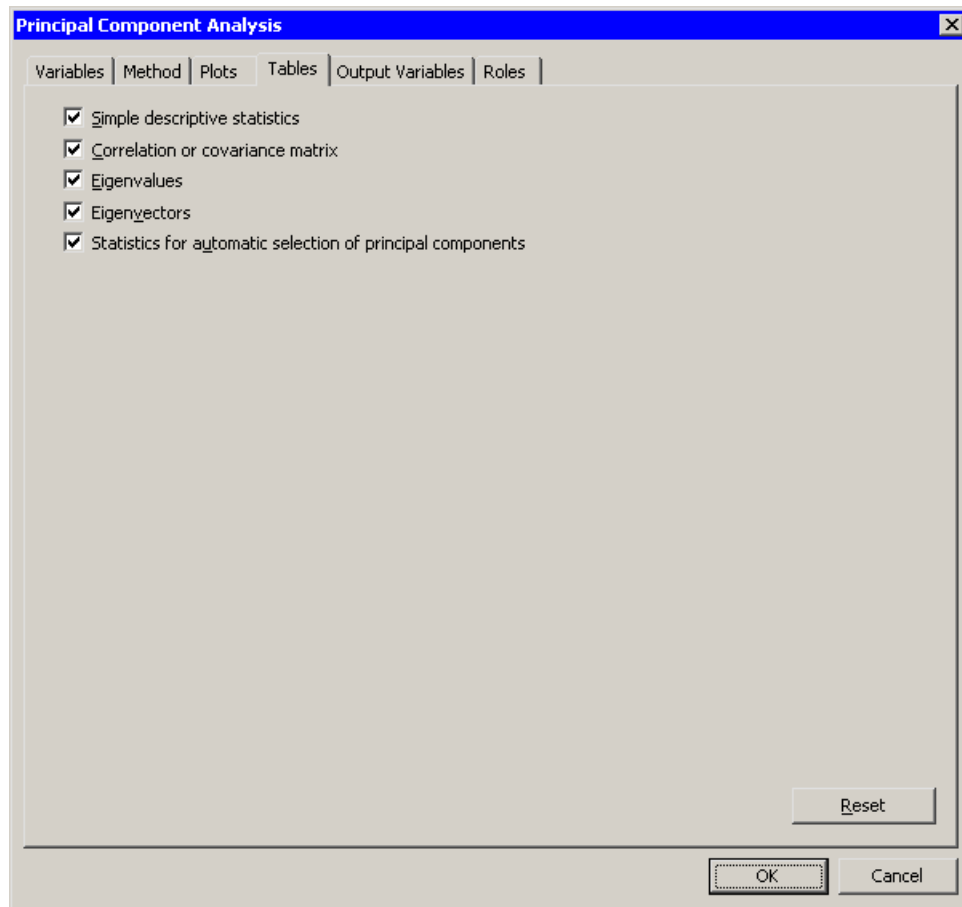 Principal Component Analysis
Variables Method Plots Tables Output Variables Roles
Simple descriptive statistics
Correlation or covariance matrix
Eigenvalues
Eigenvectors
Statistics for automatic selection of principal components
Reset
OK Cancel